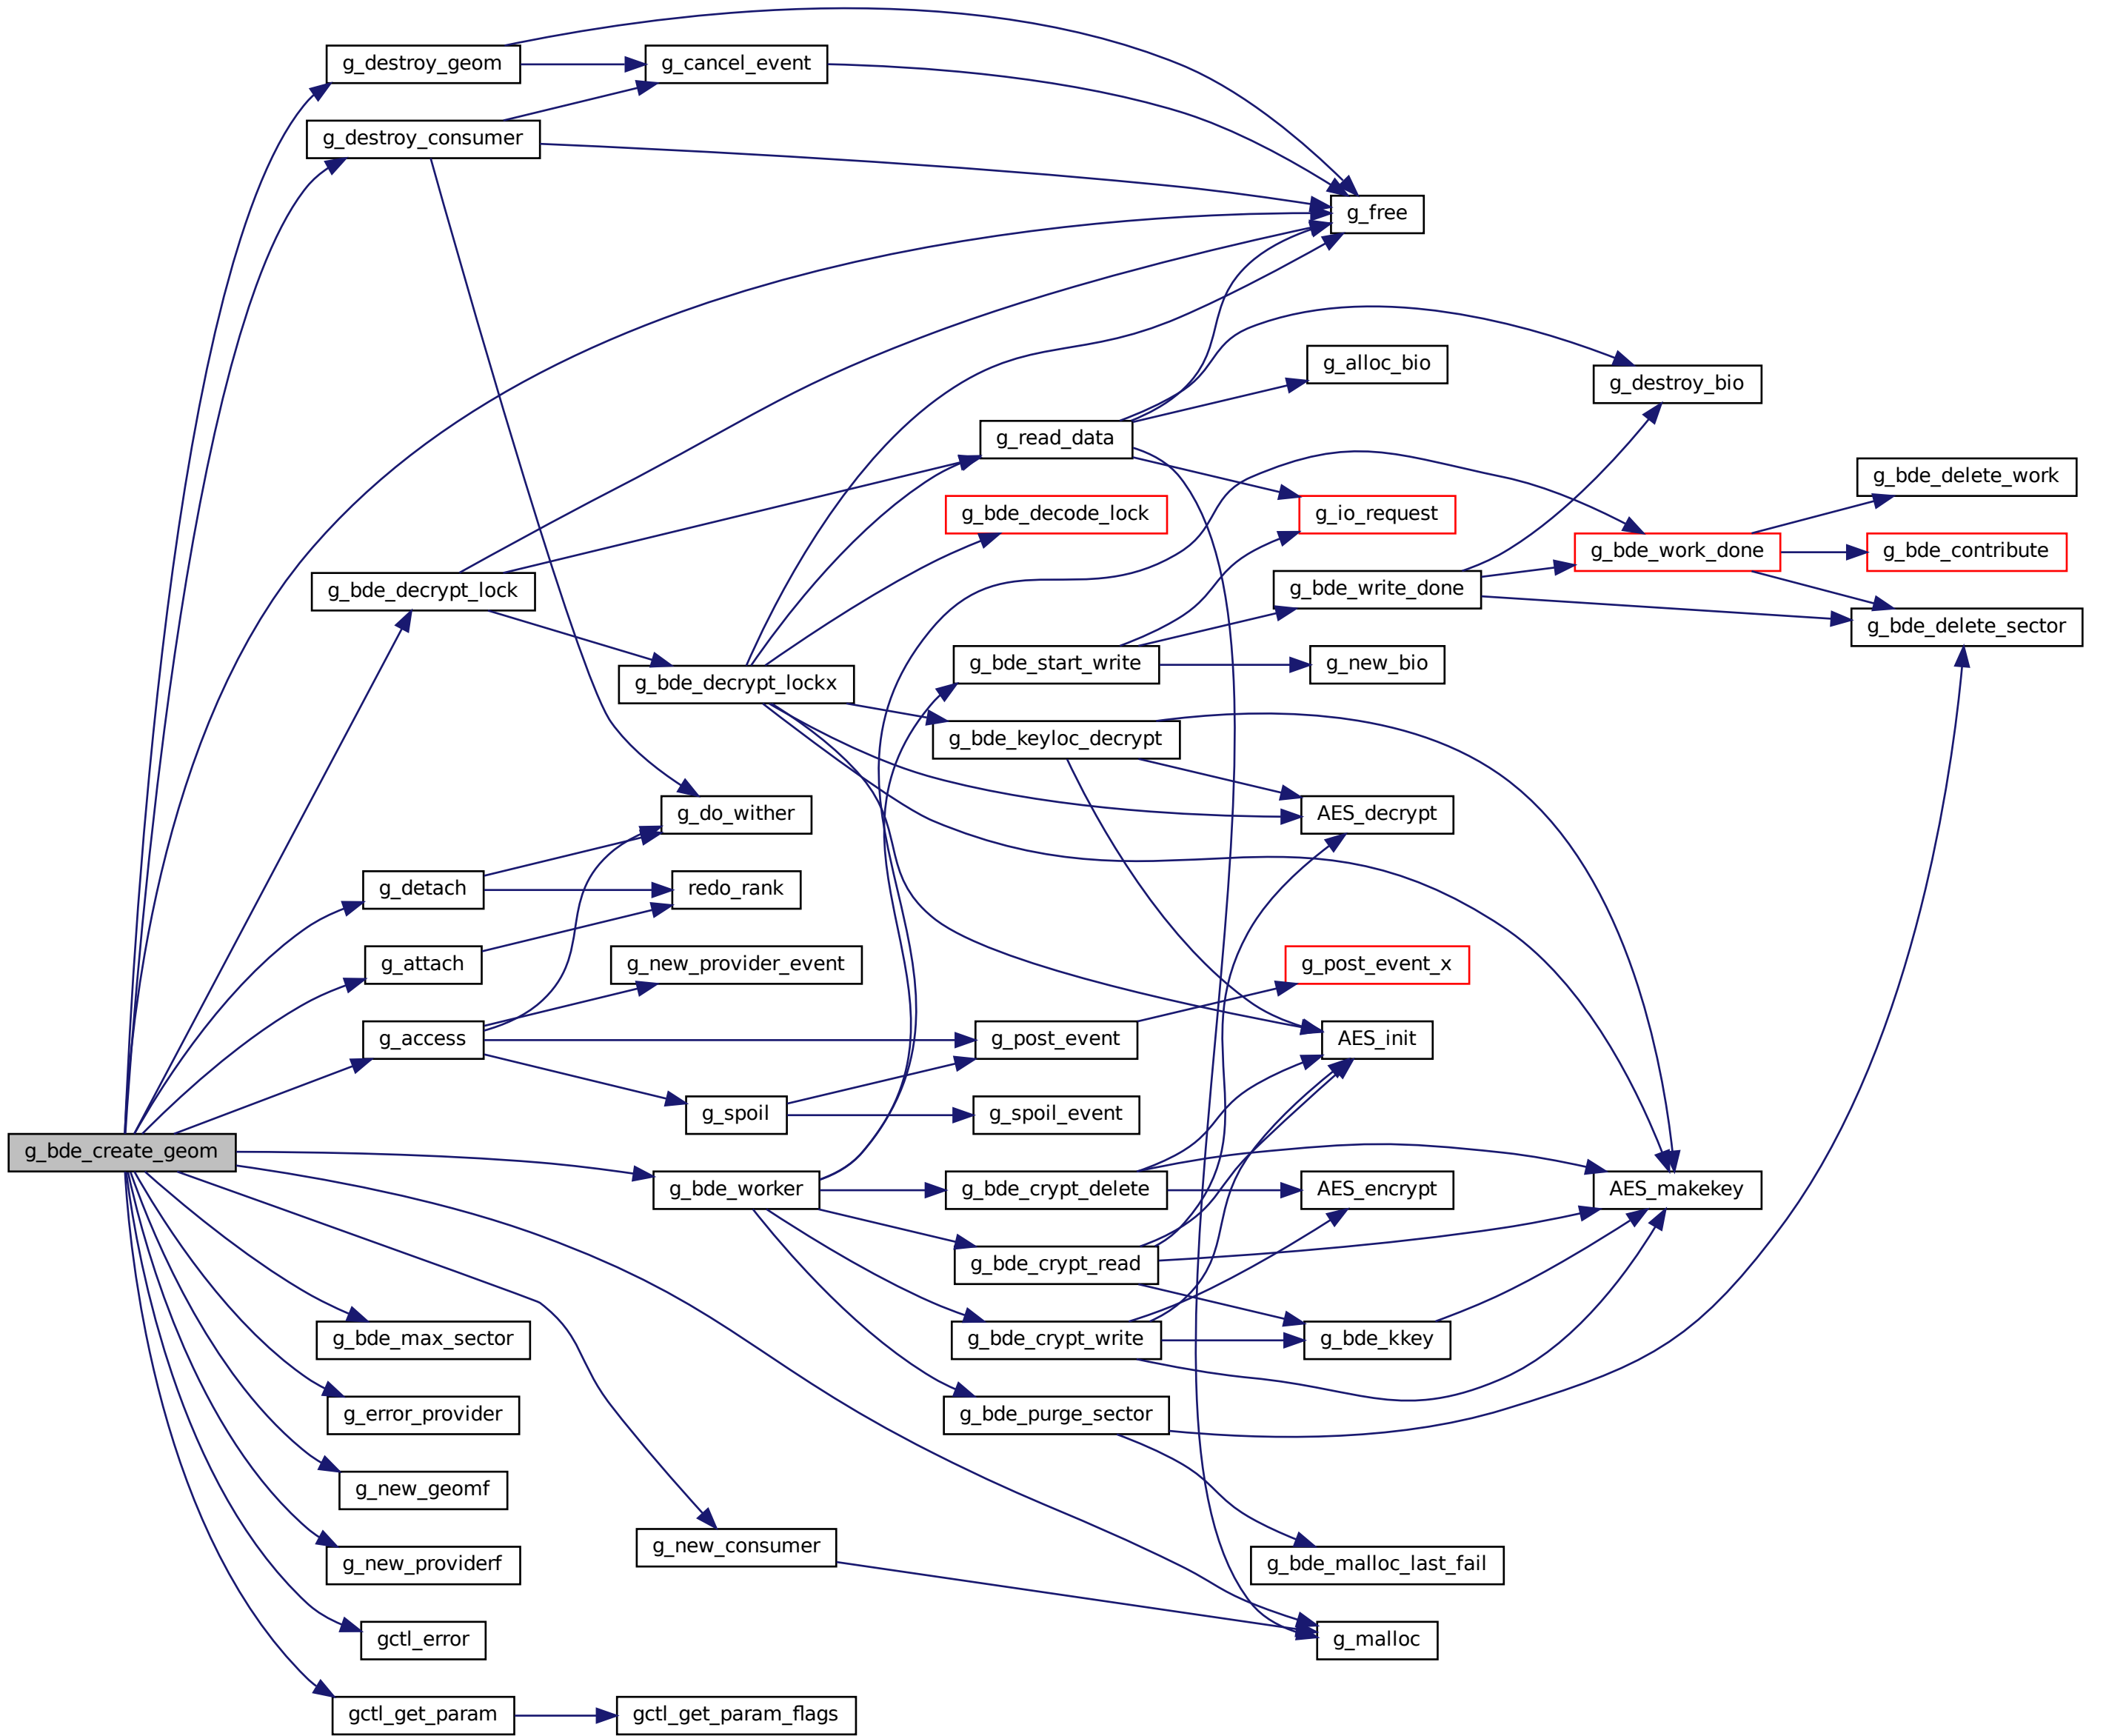 g_destroy_geom
g_cancel_event
g_destroy_consumer
g_free
g_alloc_bio
g_destroy_bio
g_read_data
g_bde_delete_work
g_bde_decode_lock
g_io_request
g_bde_work_done
g_bde_contribute
g_bde_decrypt_lock
g_bde_write_done
g_bde_delete_sector
g_bde_start_write
g_new_bio
g_bde_decrypt_lockx
g_bde_keyloc_decrypt
g_do_wither
AES_decrypt
g_detach
redo_rank
g_attach
g_new_provider_event
g_post_event_x
g_access
g_post_event
AES_init
g_spoil
g_spoil_event
g_bde_create_geom
g_bde_worker
g_bde_crypt_delete
AES_encrypt
AES_makekey
g_bde_crypt_read
g_bde_max_sector
g_bde_crypt_write
g_bde_kkey
g_error_provider
g_bde_purge_sector
g_new_geomf
g_new_consumer
g_new_providerf
g_bde_malloc_last_fail
gctl_error
g_malloc
gctl_get_param
gctl_get_param_flags